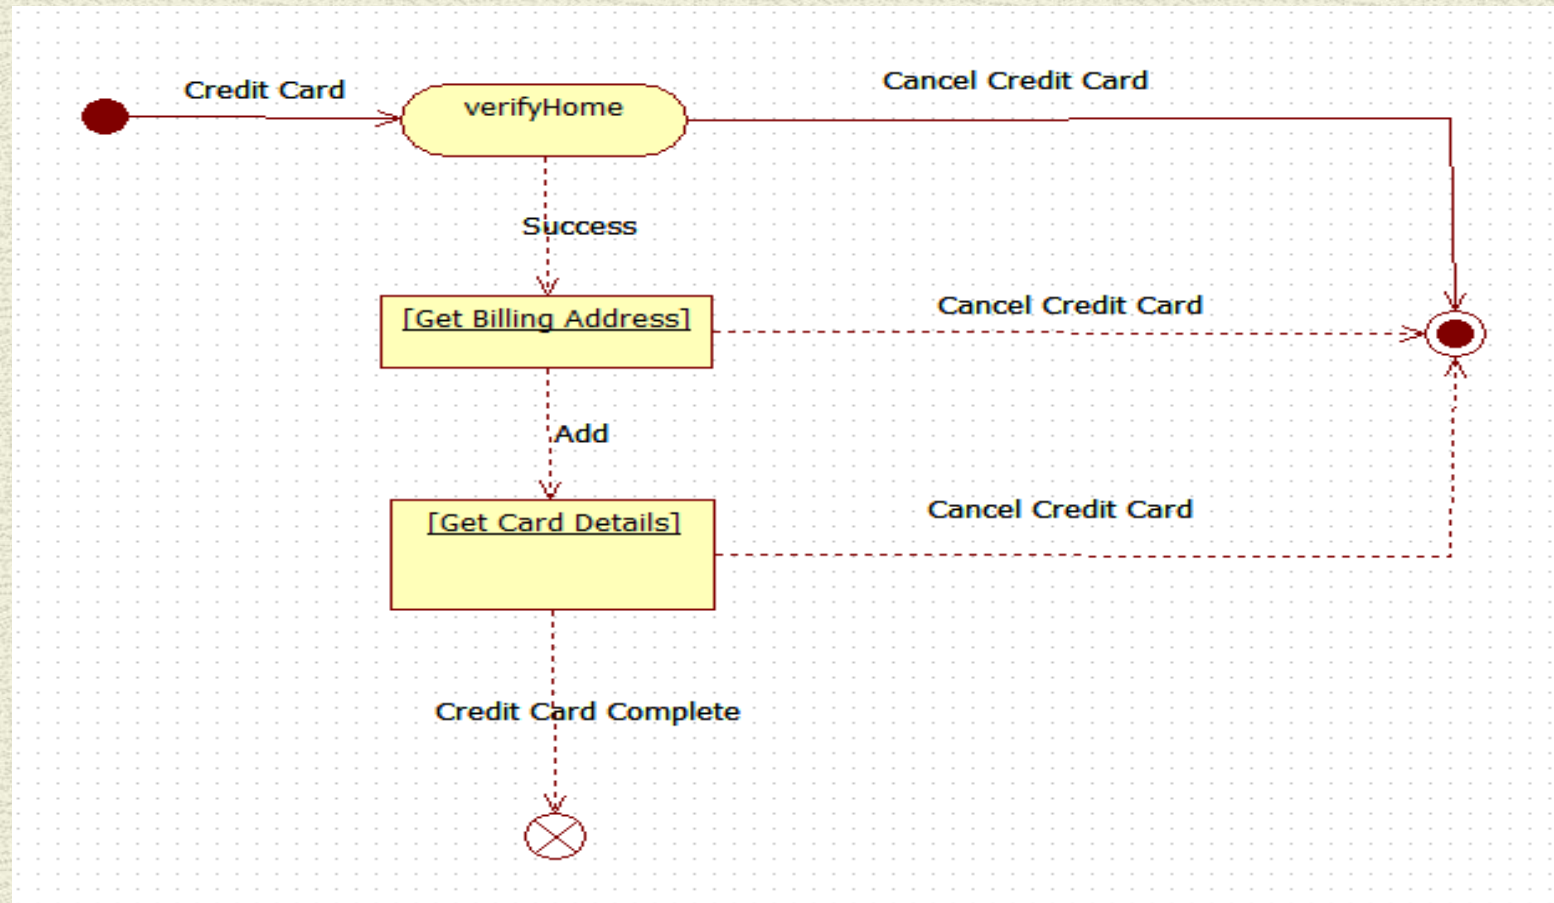 Credit Card
verifyHome
Cancel Credit Card
Success
[Get Billing Address]
Cancel Credit Card
Add
[Get Card Details]
Cancel Credit Card
Credit Card Complete